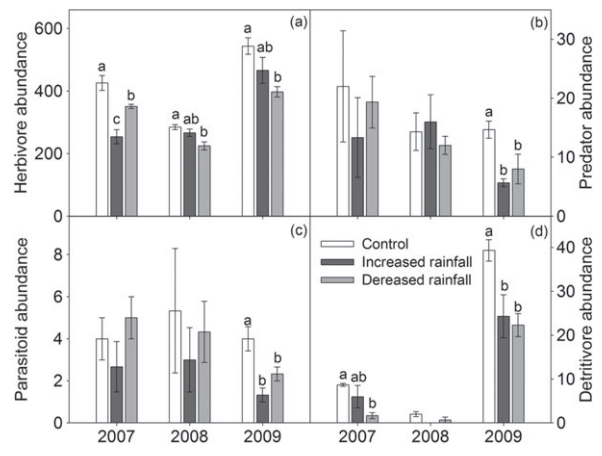 (a)
(b)
Herbivore abundance
600
400
200
0
a
c
b
a
a
b
a
ab
b
30
20
10
0
a
b
b
Predator abundance
(c)
(d)
Parasitoid abundance
8
6
4
2
0
a
b
b
2007
2008
2009
Control
Increased rainfall
Dereased rainfall
a
ab
b
a
b
b
40
30
20
10
0
Detritivore abundance
2007
2008
2009